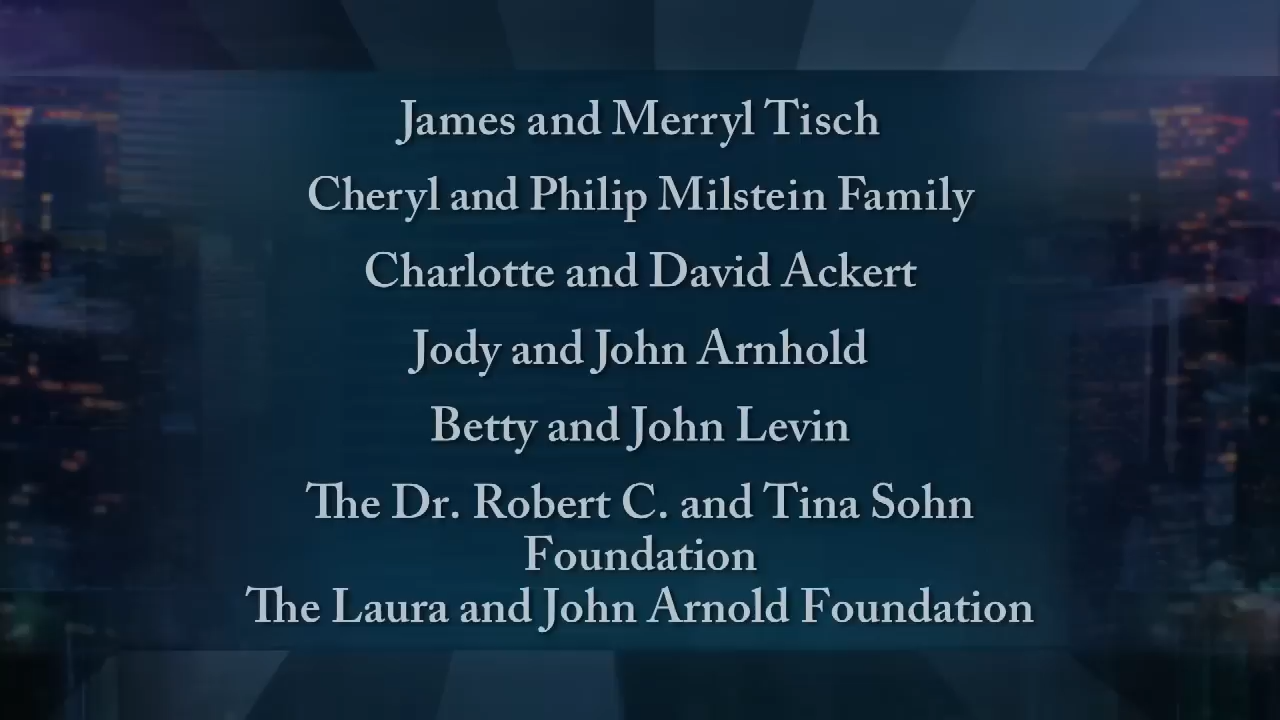 James and Merryl Tisch
Cheryl and Philip Milstein Family
Charlotte and David Ackert
Jody and John Arnhold
Betty and John Levin
The Dr. Robert C. and Tina Sohn
Foundation
The Laura and John Arnold Foundation